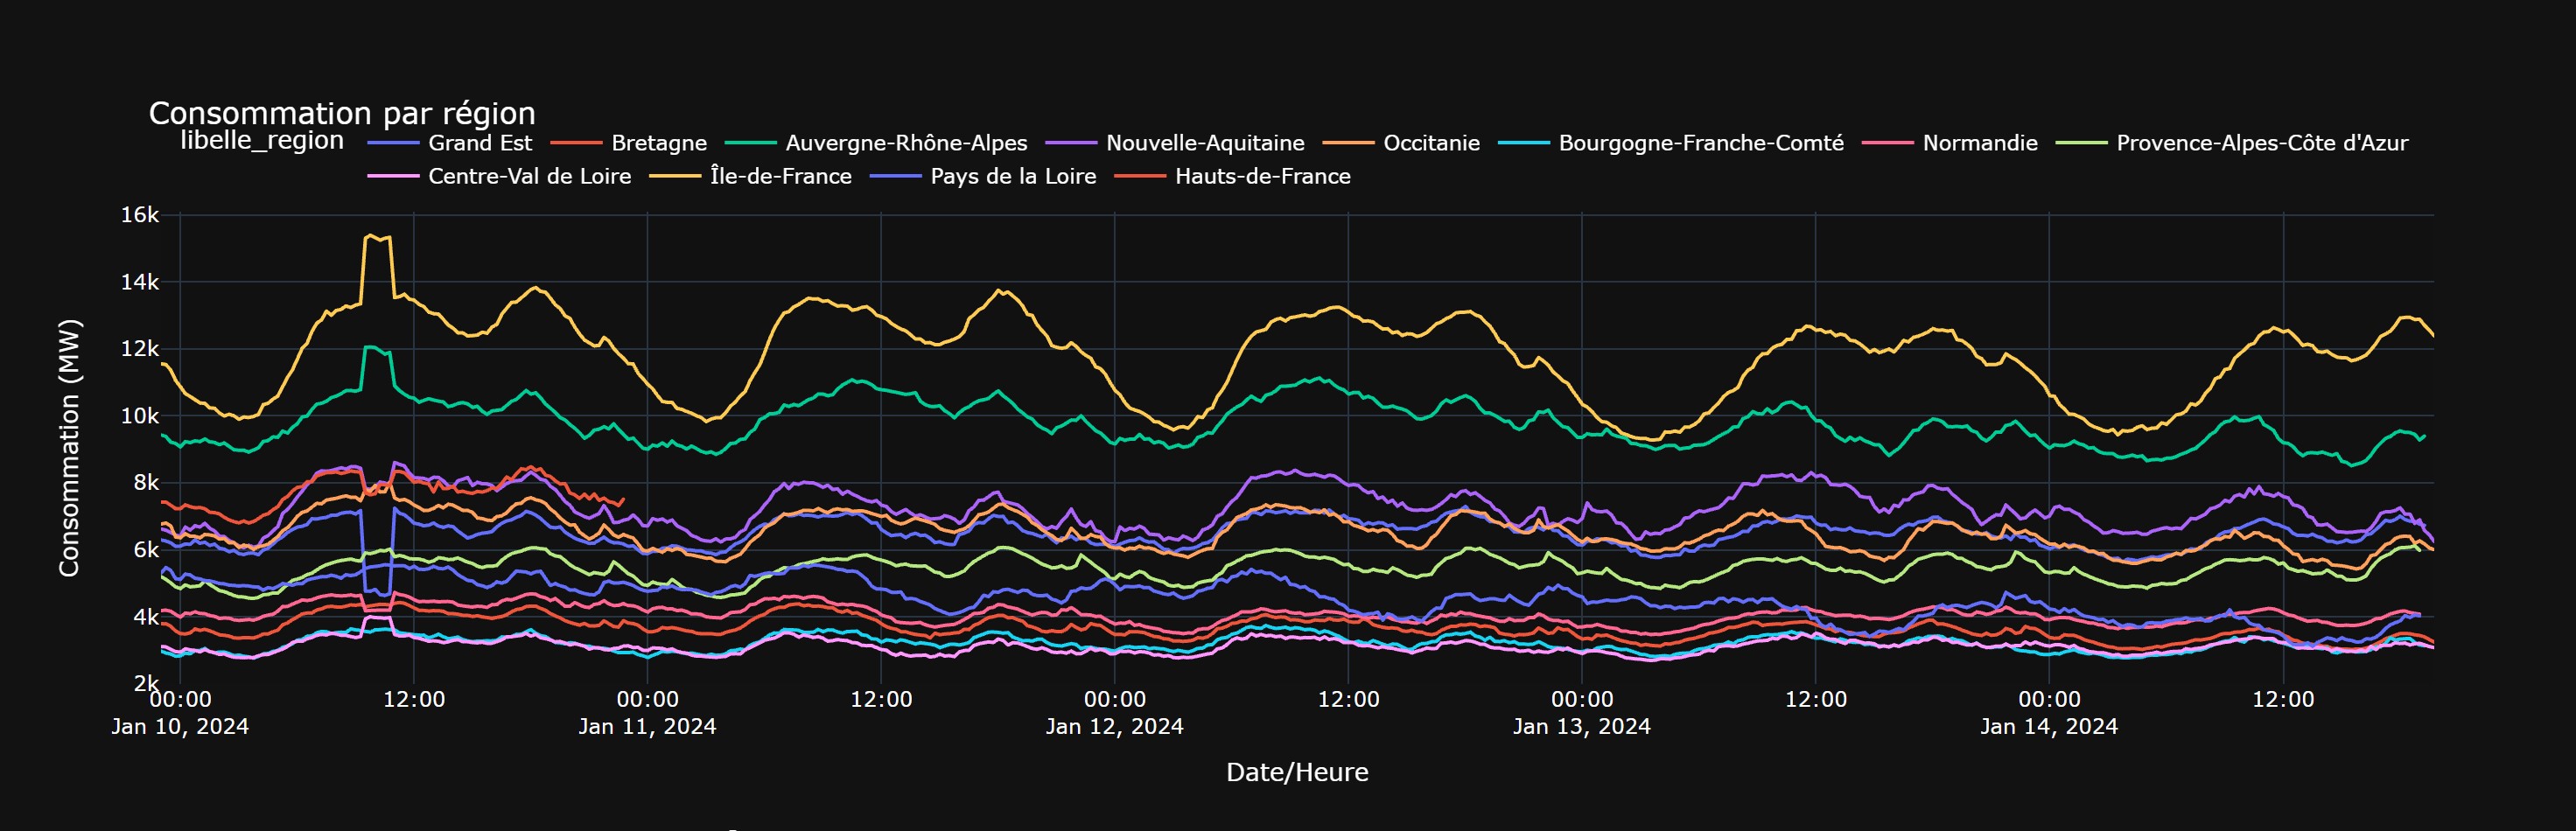 Consommation par région
libelle_region Grand Est Bretagne Auvergne-Rhône-Alpes Nouvelle-Aquitaine Occitanie Bourgogne-Franche-Comté Normandie Provence-Alpes-Côte d'Azur
Centre-Val de Loire Île-de-France Pays de la Loire Hauts-de-France
Consommation (MW)
16k
14k
12k
10k
8k
6k
4k
2k
00:00 12:00 00:00 12:00 00:00 12:00 00:00 12:00 00:00 12:00
Jan 10, 2024 Jan 11, 2024 Jan 12, 2024 Jan 13, 2024 Jan 14, 2024
Date/Heure